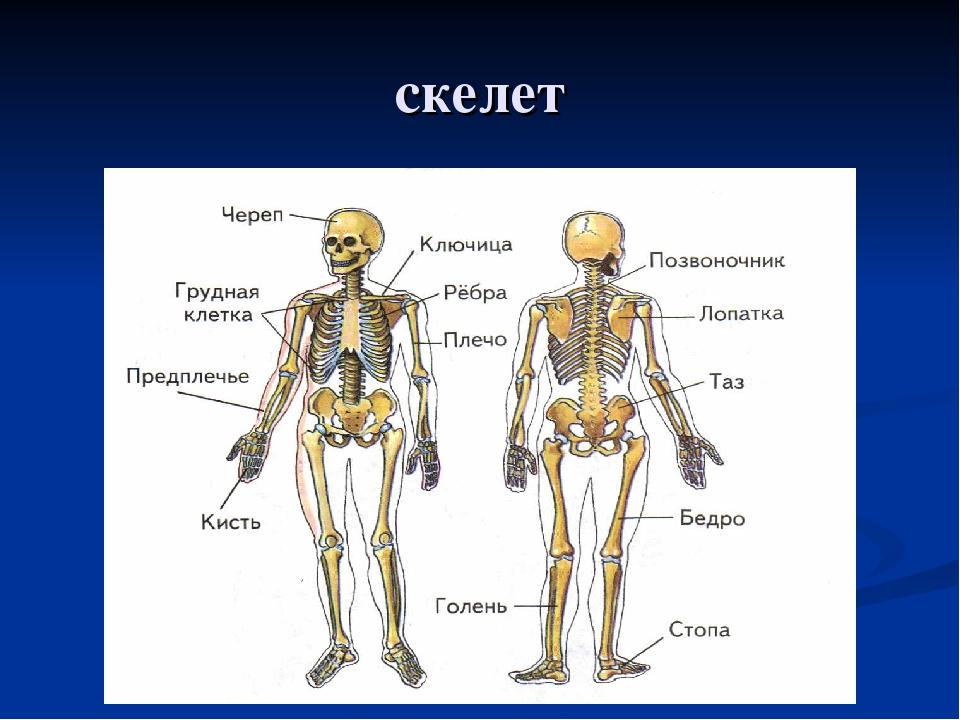 скелет
Череп
Ключица
Позвоночник
Грудная
клетка
Рёбра
Лопатка
Плечо
Предплечье
Таз
Кисть
Бедро
Голень
Стопа